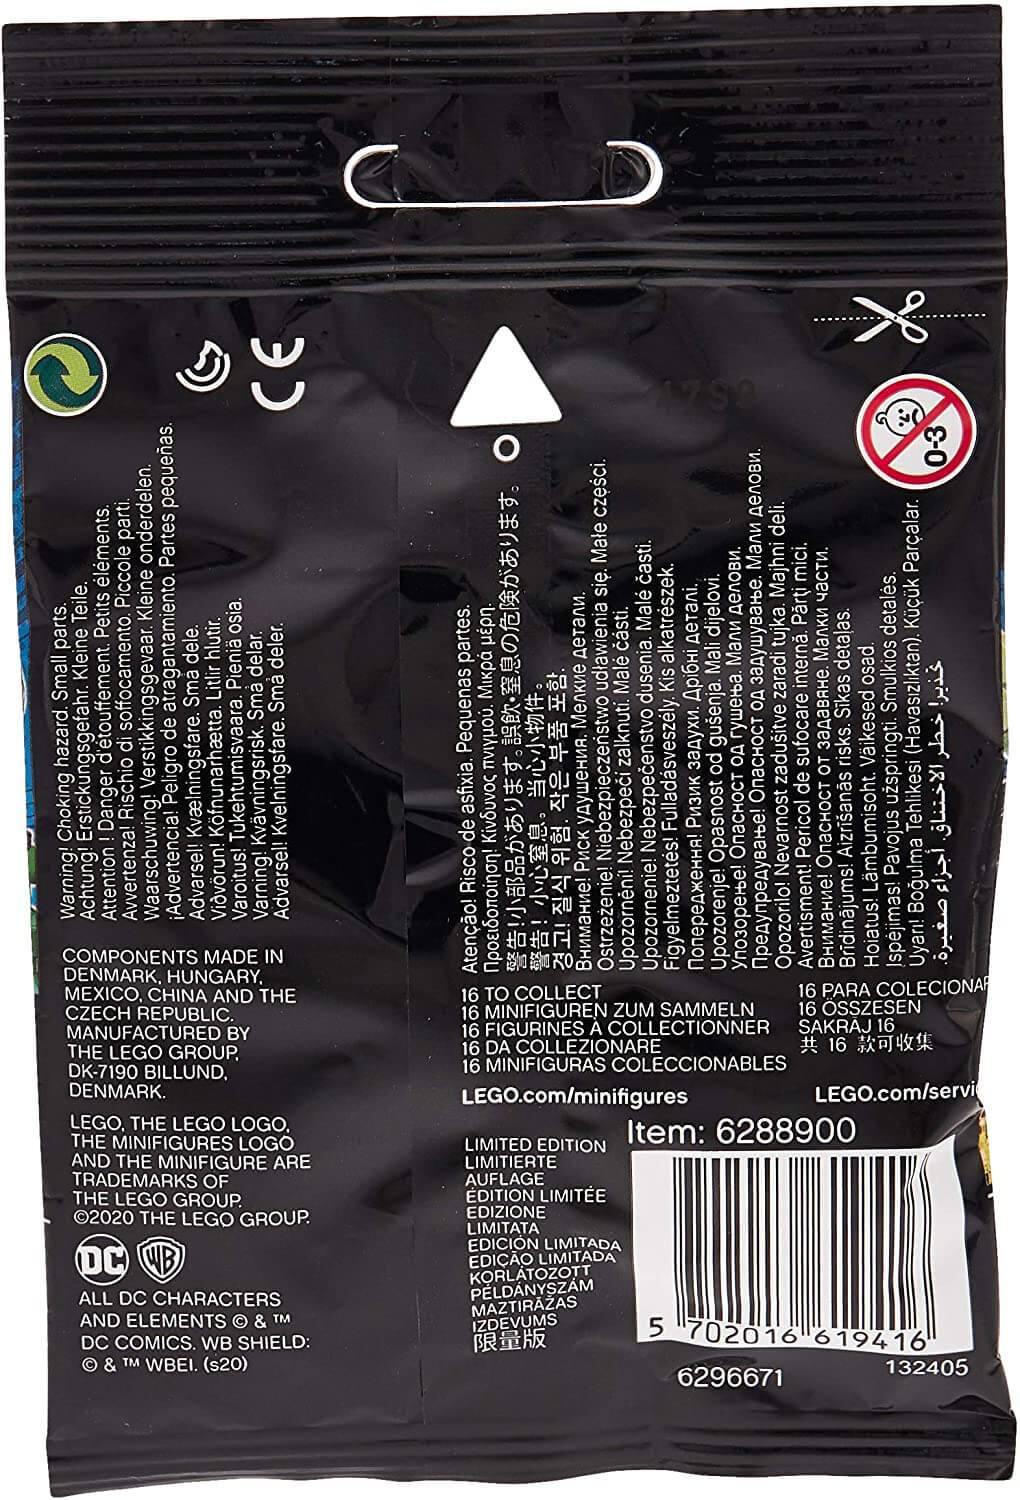 CE
0-3
Warning! Choking hazard. Small parts.
Achtung! Erstickungsgefahr. Kleine Teile.
Attention ! Danger d'étouffement. Petits éléments.
Avvertenza! Rischio di soffocamento. Piccole parti.
Waarschuwing! Verstikkingsgevaar. Kleine onderdelen.
¡Advertencia! Peligro de atragantamiento. Partes pequeñas.
Advarsel! Kvælningsfare. Små dele.
Viðvörun! Köfnunarhætta. Litlir hlutir.
Varoitus! Tukehtumisvaara. Pieniä osia.
Varning! Kvävningsrisk. Små delar.
Advarsel! Kvelningsfare. Små deler.
Atenção! Risco de asfixia. Pequenas partes.
Προειδοποίηση! Κίνδυνος πνιγμού. Μικρά μέρη.
警告!小部品があります。誤飲・窒息の危険があります。
警告! 小心窒息。当心小物件。
경고! 질식 위험. 작은 부품 포함.
Внимание! Риск удушения. Мелкие детали.
Ostrzeżenie! Niebezpieczeństwo udławienia się. Małe części.
Upozornění! Nebezpečí zalknutí. Malé části.
Upozornenie! Nebezpečenstvo dusenia. Malé časti.
Figyelmeztetés! Fulladásveszély. Kis alkatrészek.
Попередження! Ризик задухи. Дрібні деталі.
Upozorenje! Opasnost od gušenja. Mali dijelovi.
Упозорење! Опасност од гушења. Мали делови.
Предупредување! Опасност од задушување. Мали делови.
Opozorilo! Nevarnost zadušitve zaradi tujka. Majhni deli.
Avertisment! Pericol de sufocare internă. Părți mici.
Внимание! Опасност от задавяне. Малки части.
Brīdinājums! Aizrīšanās risks. Sīkas detaļas.
Hoiatus! Lämbumisoht. Väikesed osad.
Įspėjimas! Pavojus užspringti. Smulkios detalės.
Uyarı! Boğulma Tehlikesi (Havasızlıktan). Küçük Parçalar.
تحذير! خطر الاختناق. أجزاء صغيرة.
COMPONENTS MADE IN
DENMARK, HUNGARY,
MEXICO, CHINA AND THE
CZECH REPUBLIC.
MANUFACTURED BY
THE LEGO GROUP,
DK-7190 BILLUND,
DENMARK.
LEGO, THE LEGO LOGO,
THE MINIFIGURES LOGO
AND THE MINIFIGURE ARE
TRADEMARKS OF
THE LEGO GROUP.
©2020 THE LEGO GROUP.
DC WB
ALL DC CHARACTERS
AND ELEMENTS © & ™
DC COMICS. WB SHIELD:
© & ™ WBEI. (s20)
16 TO COLLECT
16 MINIFIGUREN ZUM SAMMELN
16 FIGURINES À COLLECTIONNER
16 DA COLLEZIONARE
16 MINIFIGURAS COLECCIONABLES
16 PARA COLECIONAR
16 ÖSSZESEN
SAKRĀJ 16
共 16 款可收集
LEGO.com/minifigures
LEGO.com/servic
LIMITED EDITION
LIMITIERTE
AUFLAGE
ÉDITION LIMITÉE
EDIZIONE
LIMITATA
EDICIÓN LIMITADA
EDIÇÃO LIMITADA
KORLÁTOZOTT
PÉLDÁNYSZÁM
MAZTIRĀŽAS
IZDEVUMS
限量版
Item: 6288900
5 702016 619416
6296671
132405